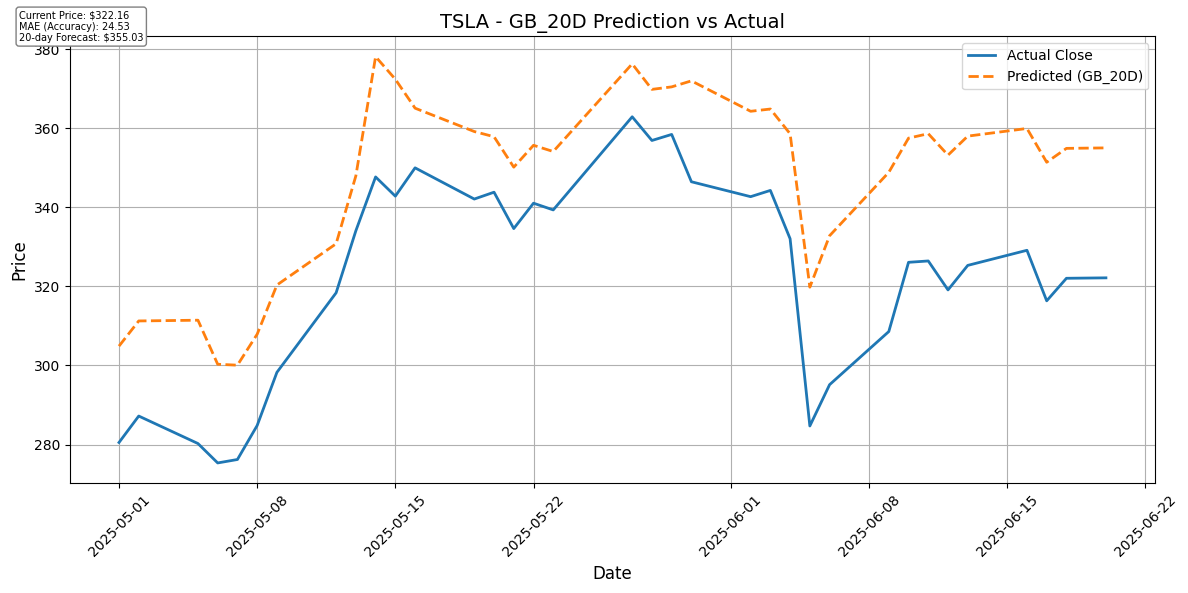 TSLA - GB_20D Prediction vs Actual
Current Price: $322.16
MAE (Accuracy): 24.53
20-day Forecast: $355.03
Actual Close
Predicted (GB_20D)
Price
380
360
340
320
300
280
2025-05-01
2025-05-08
2025-05-15
2025-05-22
2025-06-01
2025-06-08
2025-06-15
2025-06-22
Date